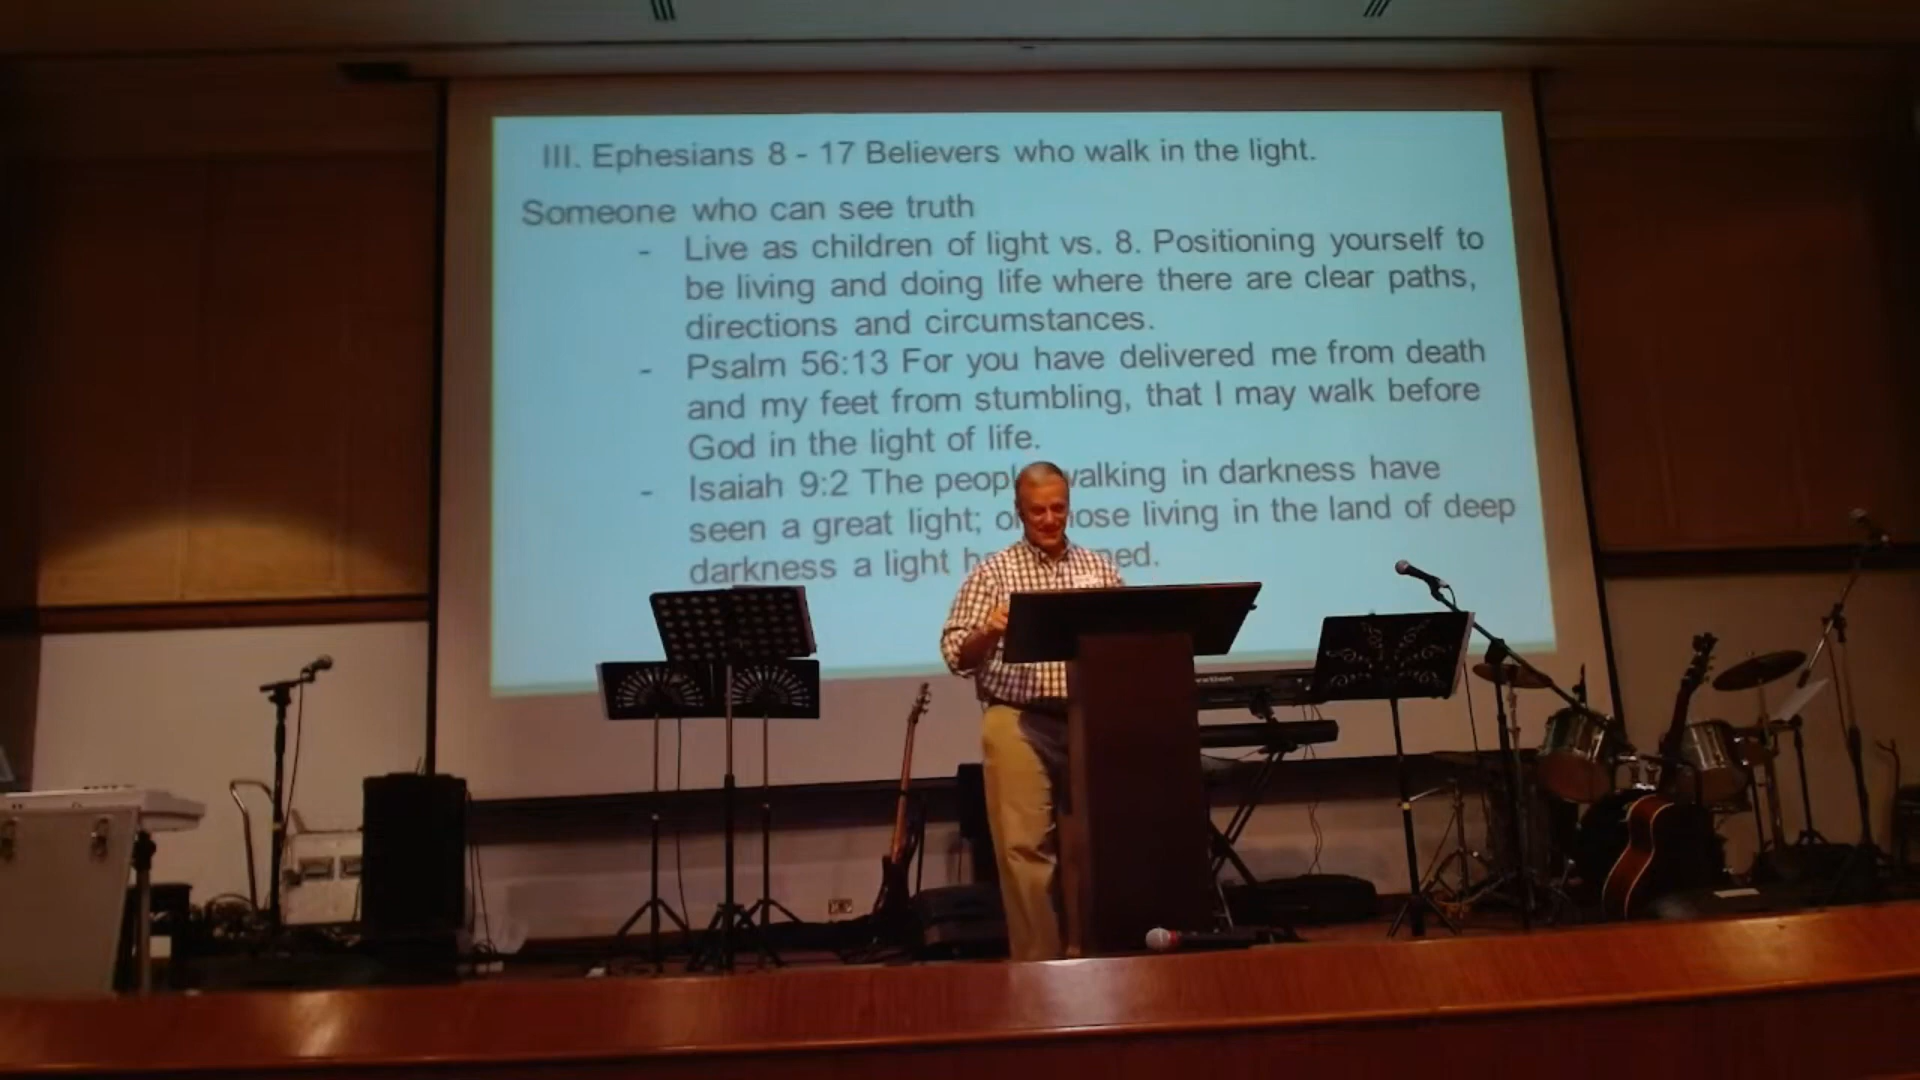 III. Ephesians 8 - 17 Believers who walk in the light.
Someone who can see truth
- Live as children of light vs. 8. Positioning yourself to
be living and doing life where there are clear paths,
directions and circumstances.
- Psalm 56:13 For you have delivered me from death
and my feet from stumbling, that I may walk before
God in the light of life.
- Isaiah 9:2 The walking in darkness have
seen a great light; living in the land of deep
darkness a light